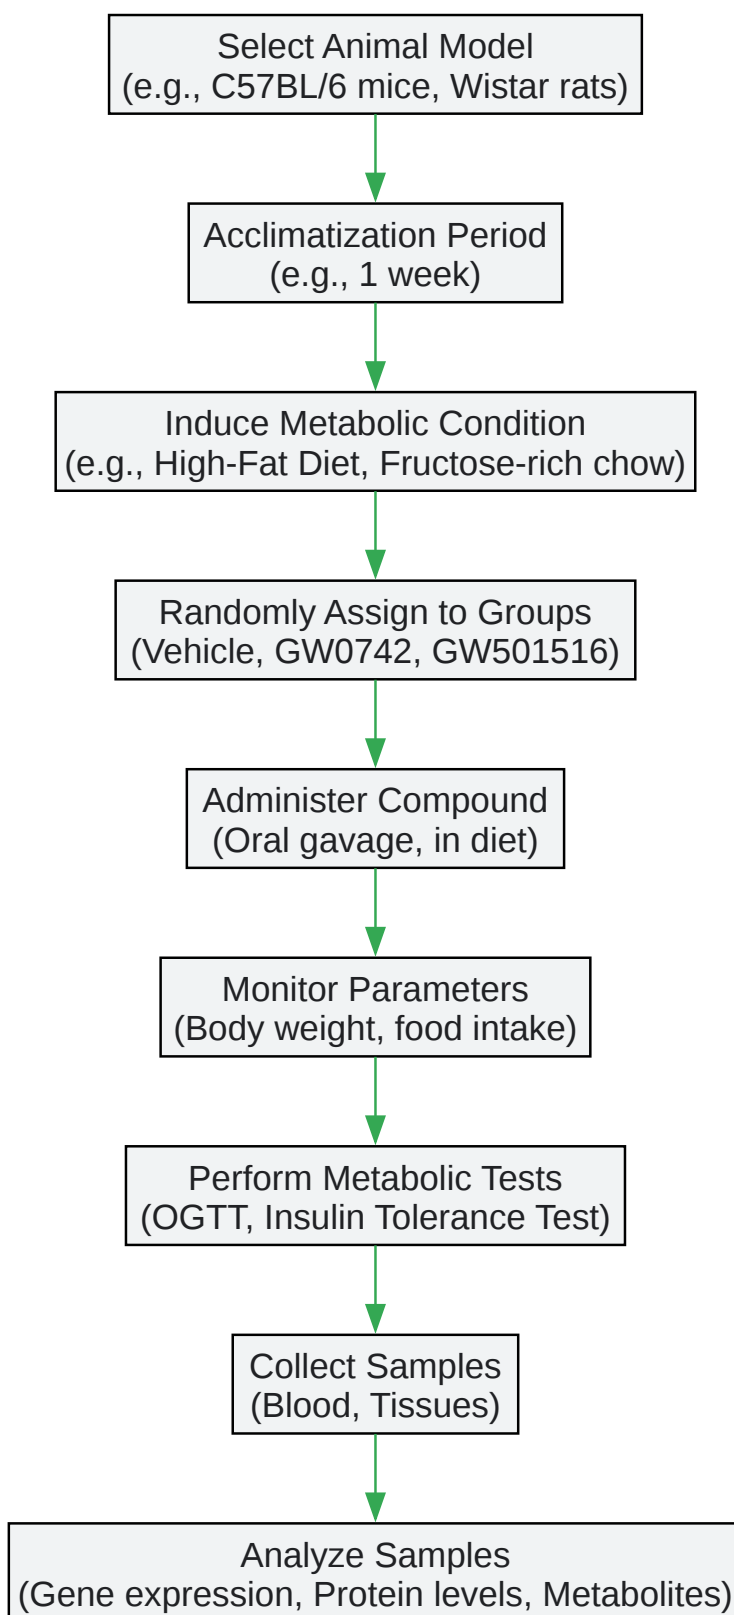 Select Animal Model
(e.g., C57BL/6 mice, Wistar rats)
Acclimatization Period
(e.g., 1 week)
Induce Metabolic Condition
(e.g., High-Fat Diet, Fructose-rich chow)
Randomly Assign to Groups
(Vehicle, GW0742, GW501516)
Administer Compound
(Oral gavage, in diet)
Monitor Parameters
(Body weight, food intake)
Perform Metabolic Tests
(OGTT, Insulin Tolerance Test)
Collect Samples
(Blood, Tissues)
Analyze Samples
(Gene expression, Protein levels, Metabolites)